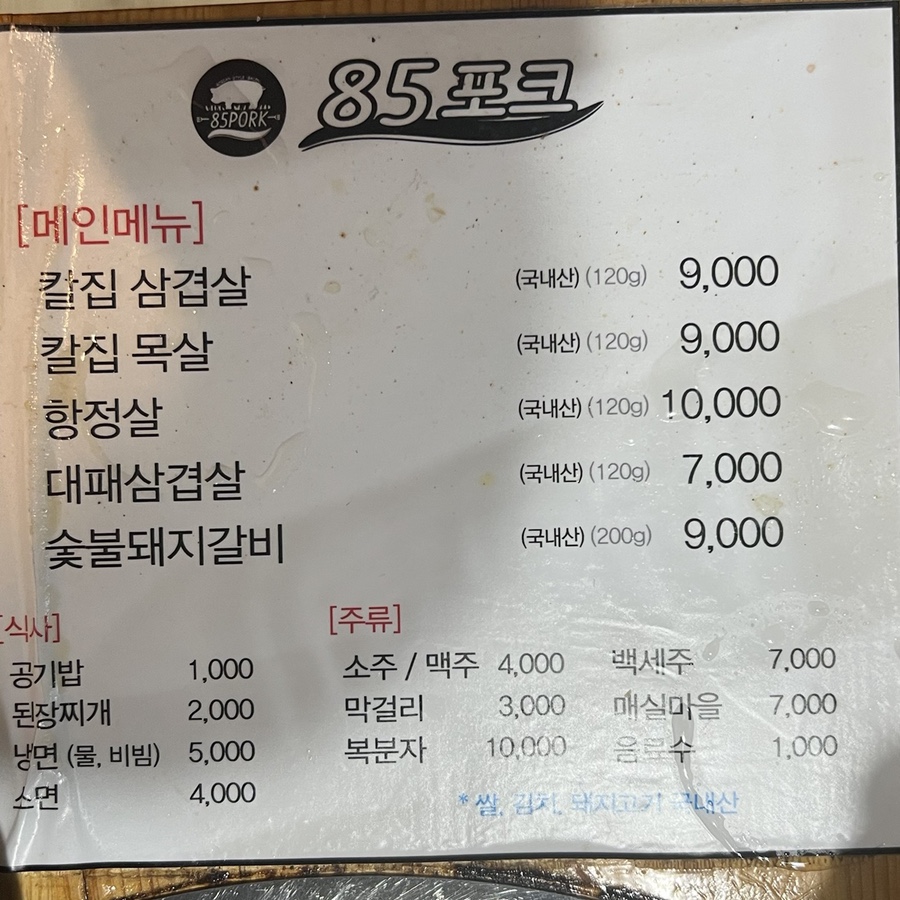 85PORK
85포크
[메인메뉴]
칼집 삼겹살 (국내산) (120g) 9,000
칼집 목살 (국내산) (120g) 9,000
항정살 (국내산) (120g) 10,000
대패삼겹살 (국내산) (120g) 7,000
숯불돼지갈비 (국내산) (200g) 9,000
[식사]
공기밥 1,000
된장찌개 2,000
냉면 (물, 비빔) 5,000
소면 4,000
[주류]
소주 / 맥주 4,000
막걸리 3,000
복분자 10,000
백세주 7,000
매실마을 7,000
음료수 1,000
* 쌀, 김치, 돼지고기 국내산